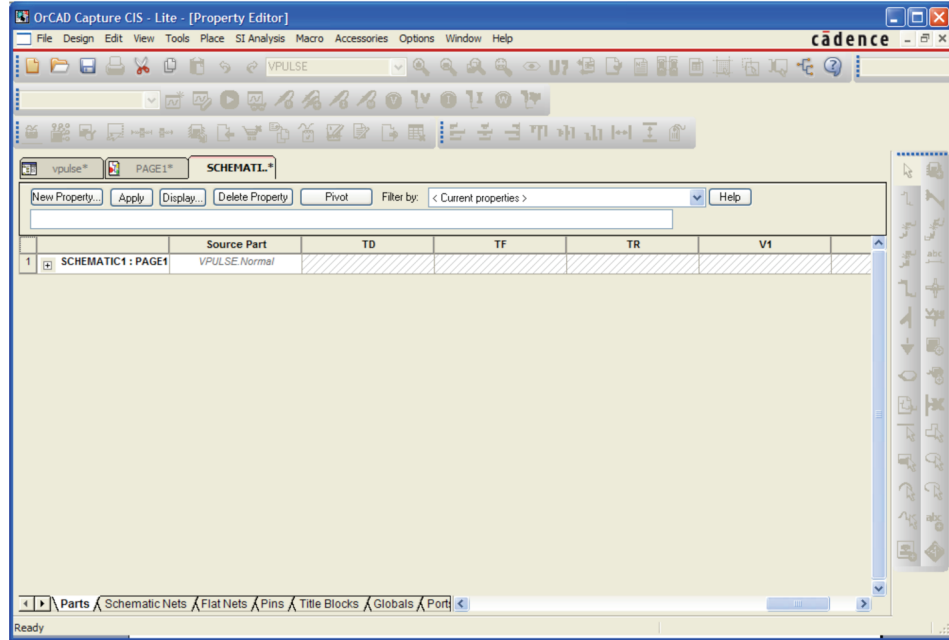 OrCAD Capture CIS - Lite - [Property Editor]
File Design Edit View Tools Place SI Analysis Macro Accessories Options Window Help cādence
VPULSE U?
vpulse* PAGE1* SCHEMATI..*
New Property... Apply Display... Delete Property Pivot Filter by: < Current properties > Help
Source Part TD TF TR V1
1 SCHEMATIC1 : PAGE1 VPULSE.Normal
Parts Schematic Nets Flat Nets Pins Title Blocks Globals Port
Ready